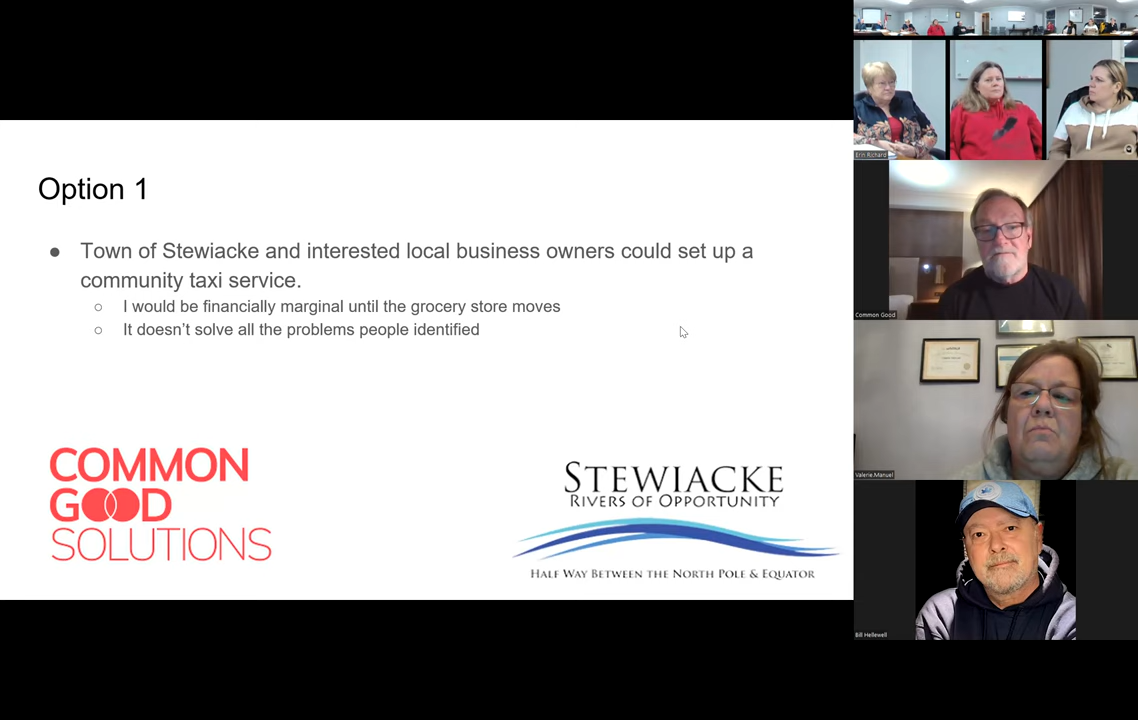 Option 1
● Town of Stewiacke and interested local business owners could set up a
community taxi service.
○ I would be financially marginal until the grocery store moves
○ It doesn't solve all the problems people identified
COMMON
GOOD
SOLUTIONS
STEWIACKE
RIVERS OF OPPORTUNITY
HALF WAY BETWEEN THE NORTH POLE & EQUATOR
Erin Richard
Common Good
Valerie.Manuel
Bill Hellewell